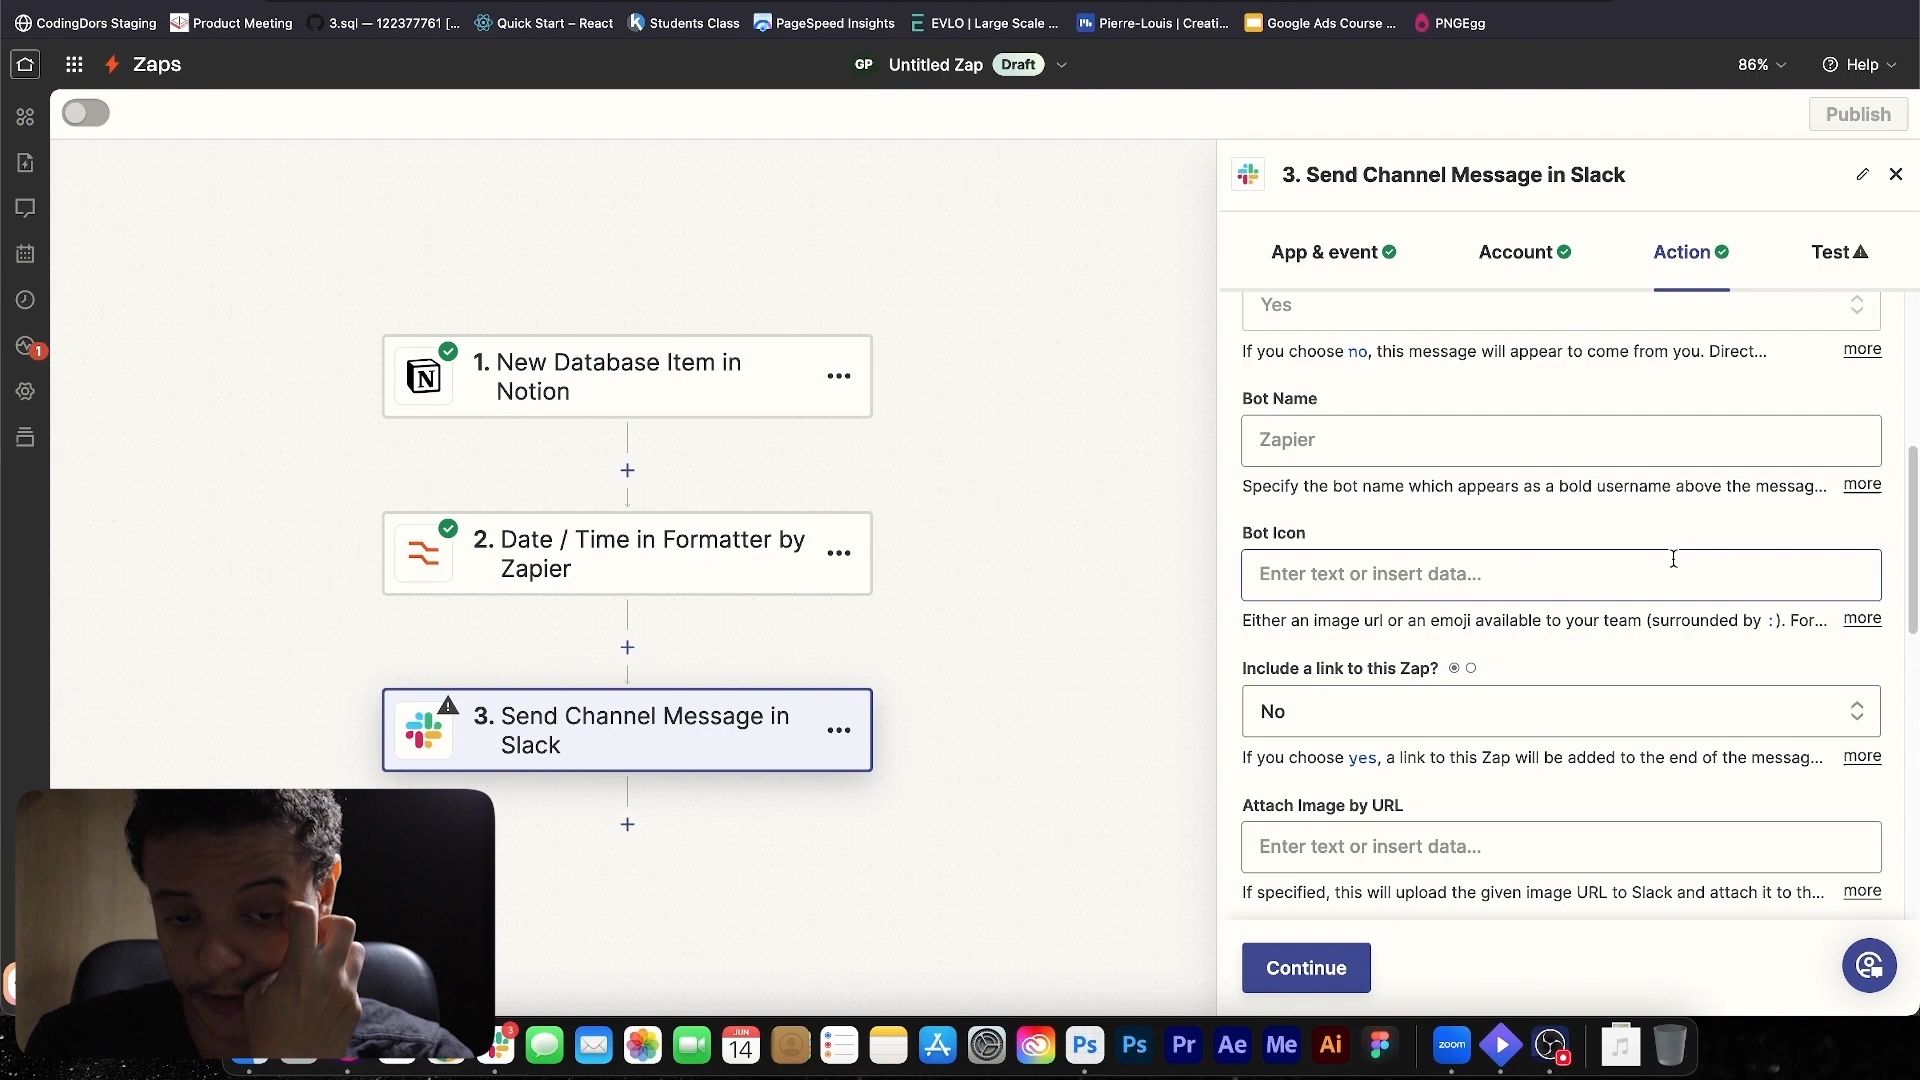 CodingDors Staging
Product Meeting
3.sql — 122377761 [...
Quick Start – React
Students Class
PageSpeed Insights
EVLO | Large Scale ...
Pierre-Louis | Creati...
Google Ads Course ...
PNGEgg
Zaps
GP
Untitled Zap
Draft
86%
Help
Publish
3. Send Channel Message in Slack
App & event
Account
Action
Test
Yes
If you choose no, this message will appear to come from you. Direct...
more
Bot Name
Zapier
Specify the bot name which appears as a bold username above the messag...
more
Bot Icon
Enter text or insert data...
Either an image url or an emoji available to your team (surrounded by :). For...
more
Include a link to this Zap?
No
If you choose yes, a link to this Zap will be added to the end of the messag...
more
Attach Image by URL
Enter text or insert data...
If specified, this will upload the given image URL to Slack and attach it to th...
more
Continue
1. New Database Item in
Notion
2. Date / Time in Formatter by
Zapier
3. Send Channel Message in
Slack
1
3
JUN
14
Ps
Ps
Pr
Ae
Me
Ai
zoom